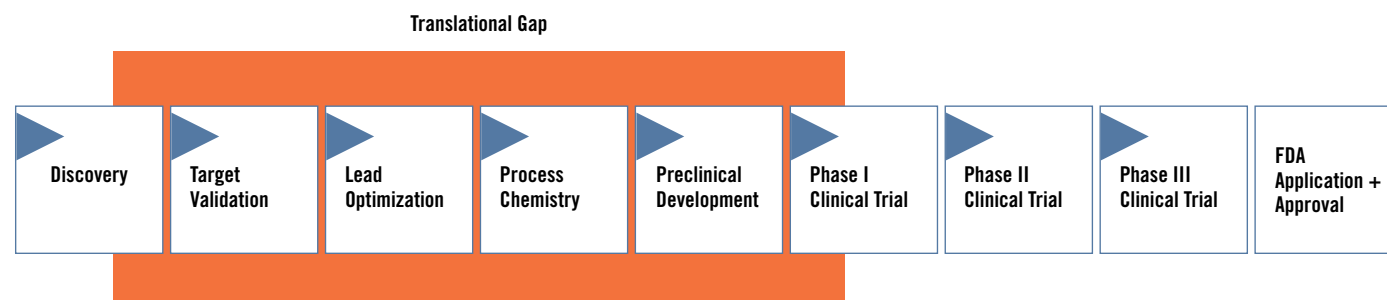 Translational Gap
Discovery
Target
Validation
Lead
Optimization
Process
Chemistry
Preclinical
Development
Phase I
Clinical Trial
Phase II
Clinical Trial
Phase III
Clinical Trial
FDA
Application +
Approval